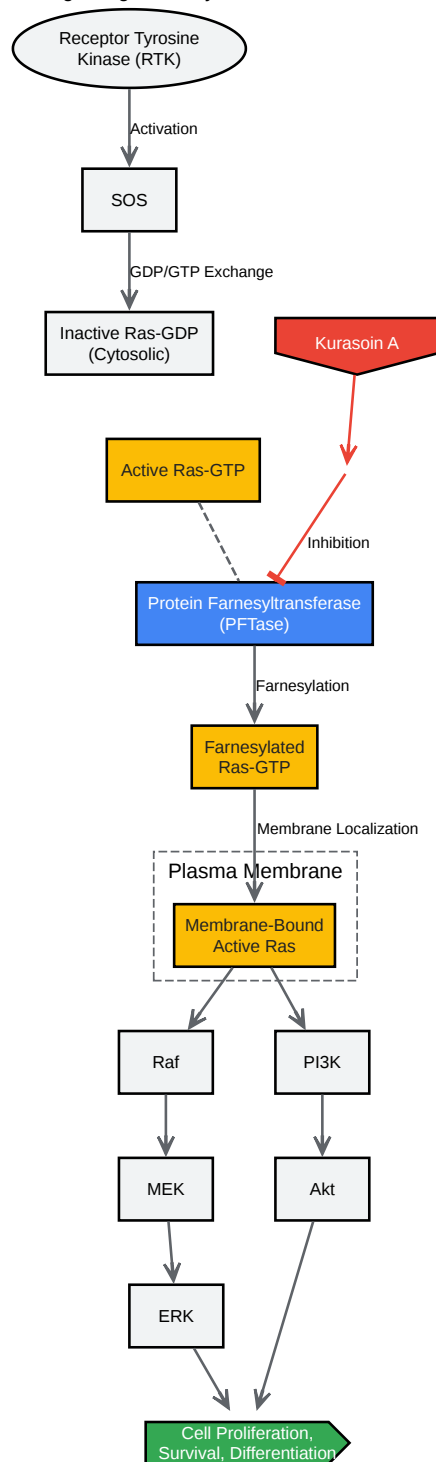 Receptor Tyrosine
Kinase (RTK)
Activation
SOS
GDP/GTP Exchange
Inactive Ras-GDP
(Cytosolic)
Kurasoin A
Active Ras-GTP
Inhibition
Protein Farnesyltransferase
(PFTase)
Farnesylation
Farnesylated
Ras-GTP
Membrane Localization
Plasma Membrane
Membrane-Bound
Active Ras
Raf
PI3K
MEK
Akt
ERK
Cell Proliferation,
Survival, Differentiation